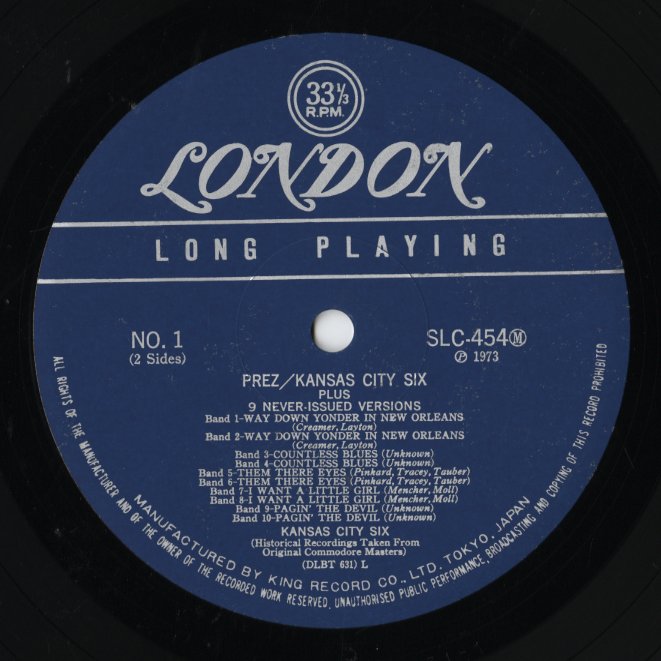 33 1/3
R.P.M.
LONDON
LONG PLAYING
NO. 1
(2 Sides)
SLC-454Ⓜ
Ⓟ 1973
PREZ/KANSAS CITY SIX
PLUS
9 NEVER-ISSUED VERSIONS
Band 1-WAY DOWN YONDER IN NEW ORLEANS
(Creamer, Layton)
Band 2-WAY DOWN YONDER IN NEW ORLEANS
(Creamer, Layton)
Band 3-COUNTLESS BLUES (Unknown)
Band 4-COUNTLESS BLUES (Unknown)
Band 5-THEM THERE EYES (Pinkard, Tracey, Tauber)
Band 6-THEM THERE EYES (Pinkard, Tracey, Tauber)
Band 7-I WANT A LITTLE GIRL (Mencher, Moll)
Band 8-I WANT A LITTLE GIRL (Mencher, Moll)
Band 9-PAGIN' THE DEVIL (Unknown)
Band 10-PAGIN' THE DEVIL (Unknown)
KANSAS CITY SIX
(Historical Recordings Taken From
Original Commodore Masters)
(DLBT 631) L
MANUFACTURED BY KING RECORD CO., LTD. TOKYO, JAPAN
ALL RIGHTS OF THE MANUFACTURER AND OF THE OWNER OF THE RECORDED WORK RESERVED. UNAUTHORISED PUBLIC PERFORMANCE, BROADCASTING AND COPYING OF THIS RECORD PROHIBITED